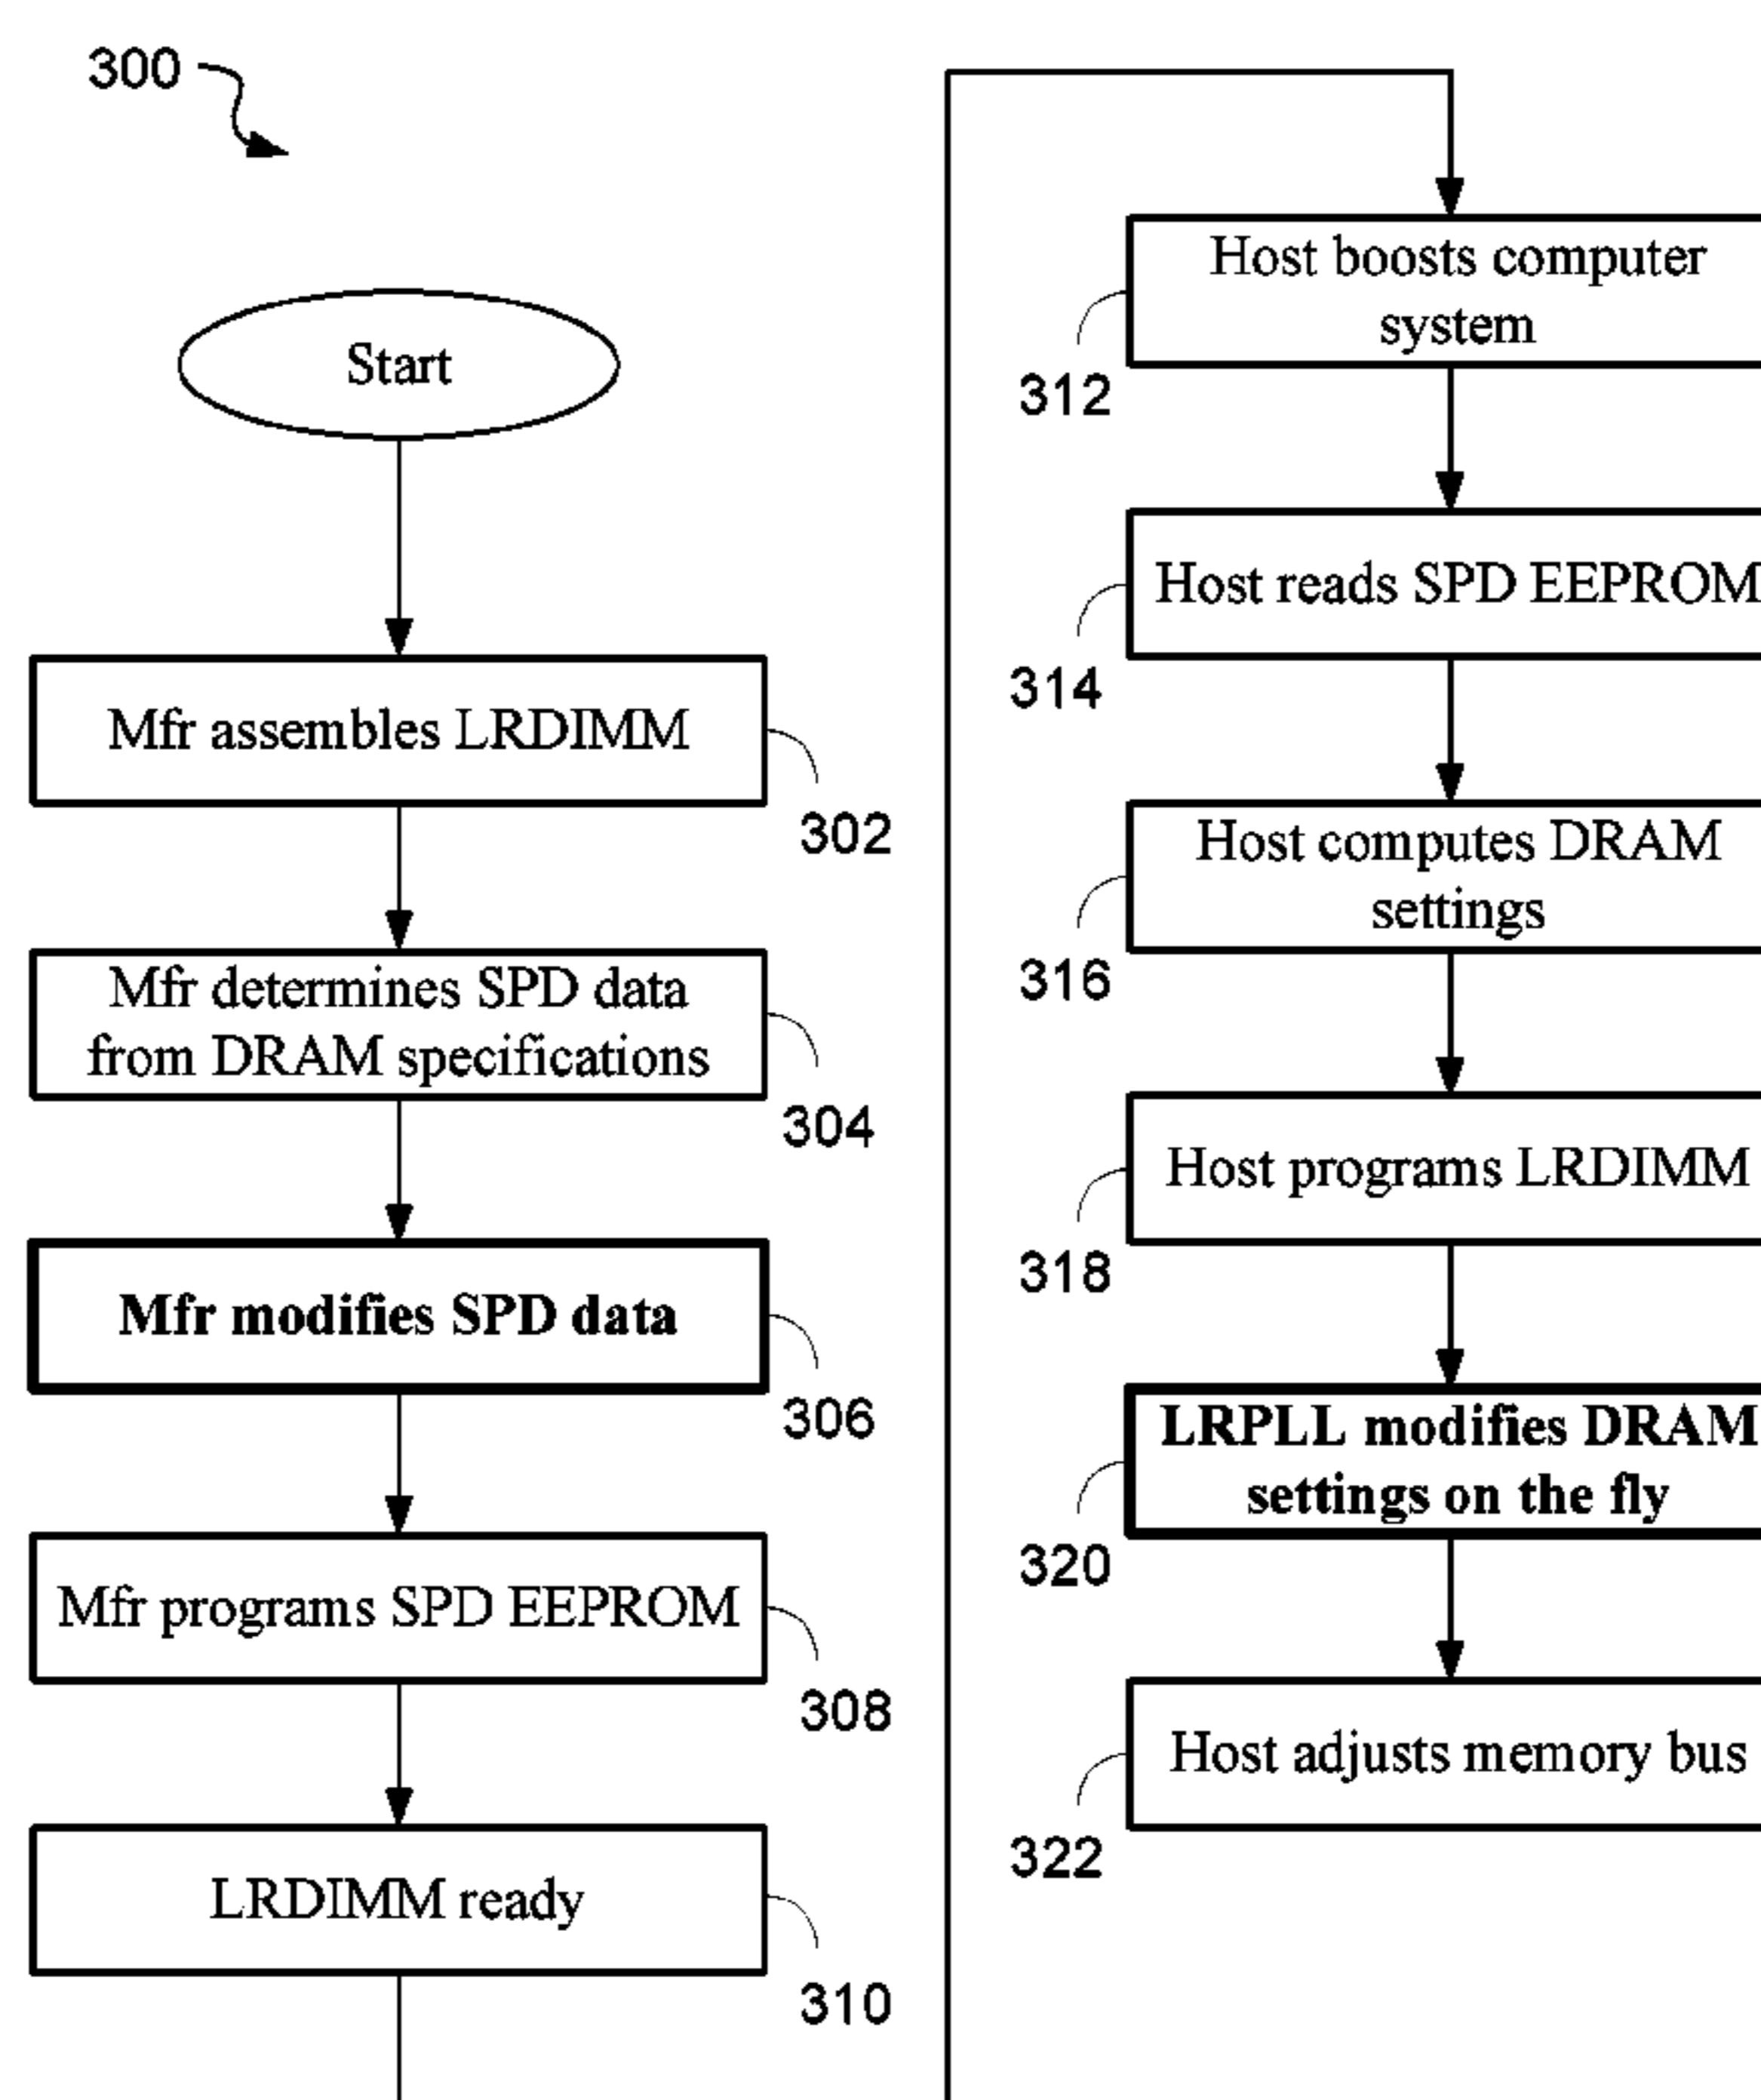 300
Start
Mfr assembles LRDIMM
302
Mfr determines SPD data
from DRAM specifications
304
Mfr modifies SPD data
306
Mfr programs SPD EEPROM
308
LRDIMM ready
310
Host boosts computer
system
312
Host reads SPD EEPROM
314
Host computes DRAM
settings
316
Host programs LRDIMM
318
LRPLL modifies DRAM
settings on the fly
320
Host adjusts memory bus
322